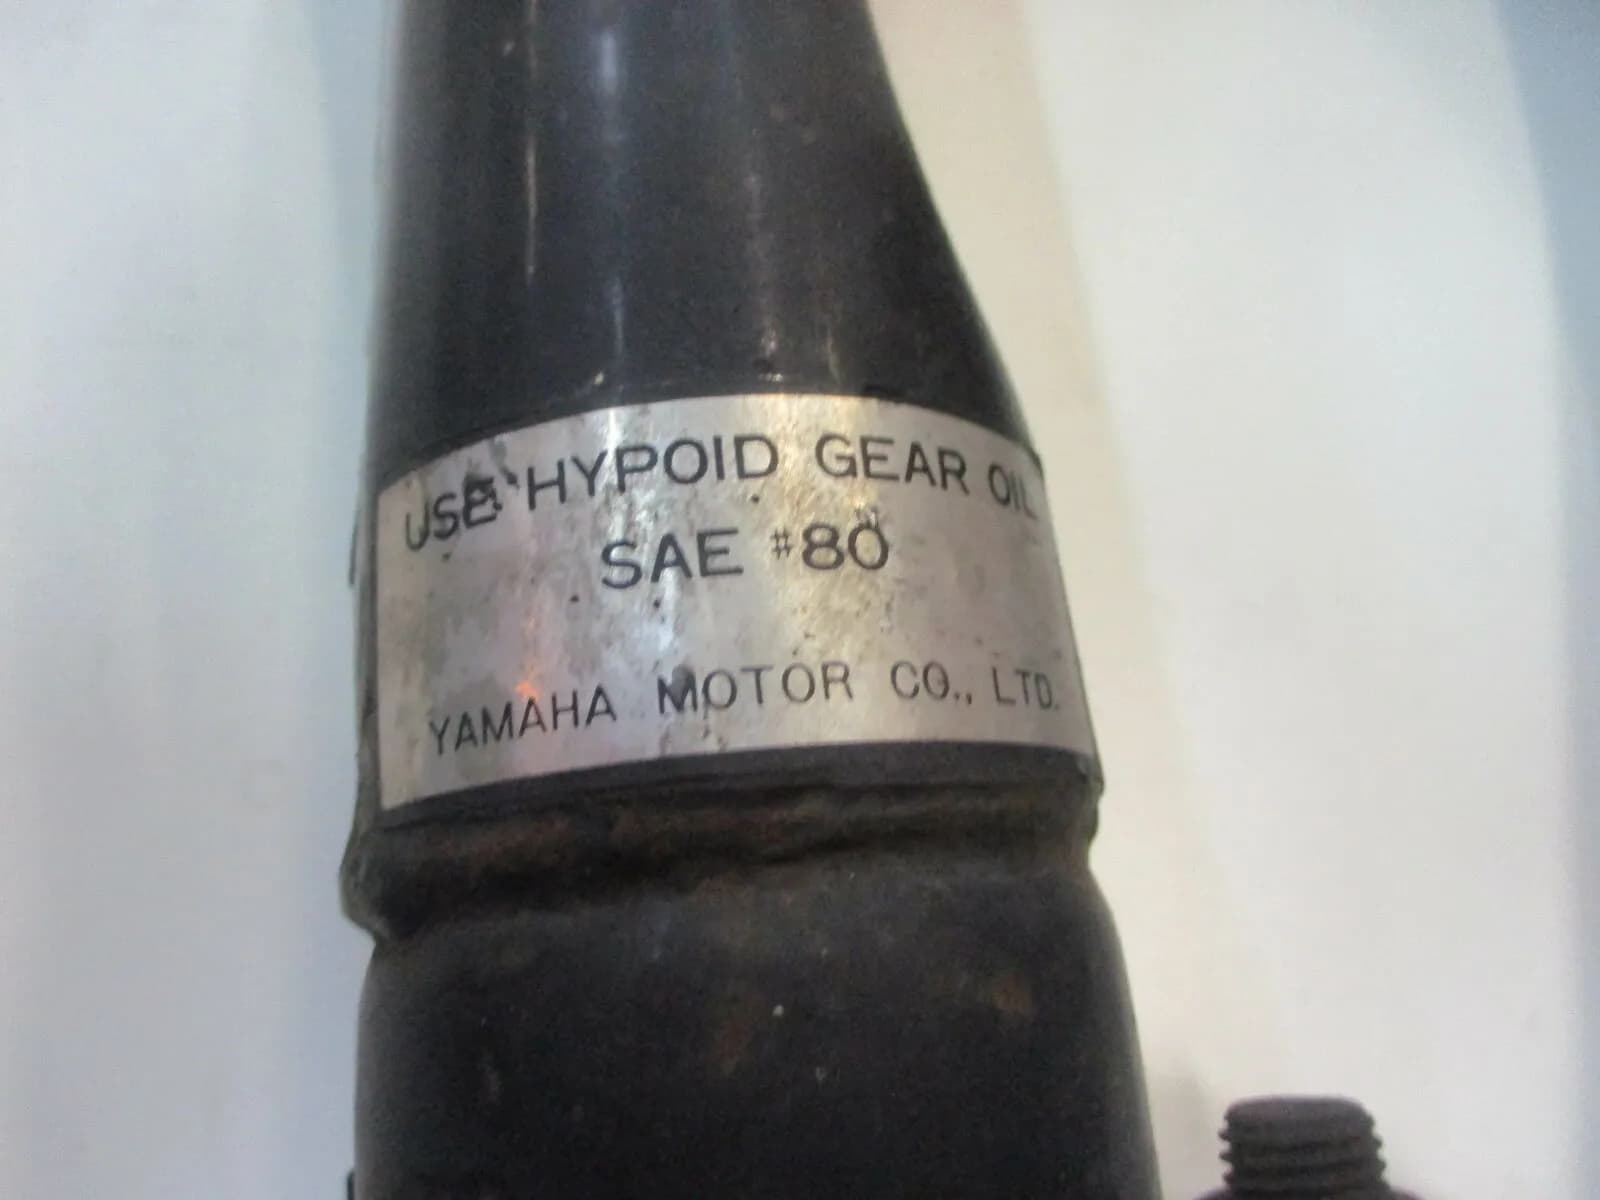 USE HYPOID GEAR OIL
SAE #80
YAMAHA MOTOR CO., LTD.